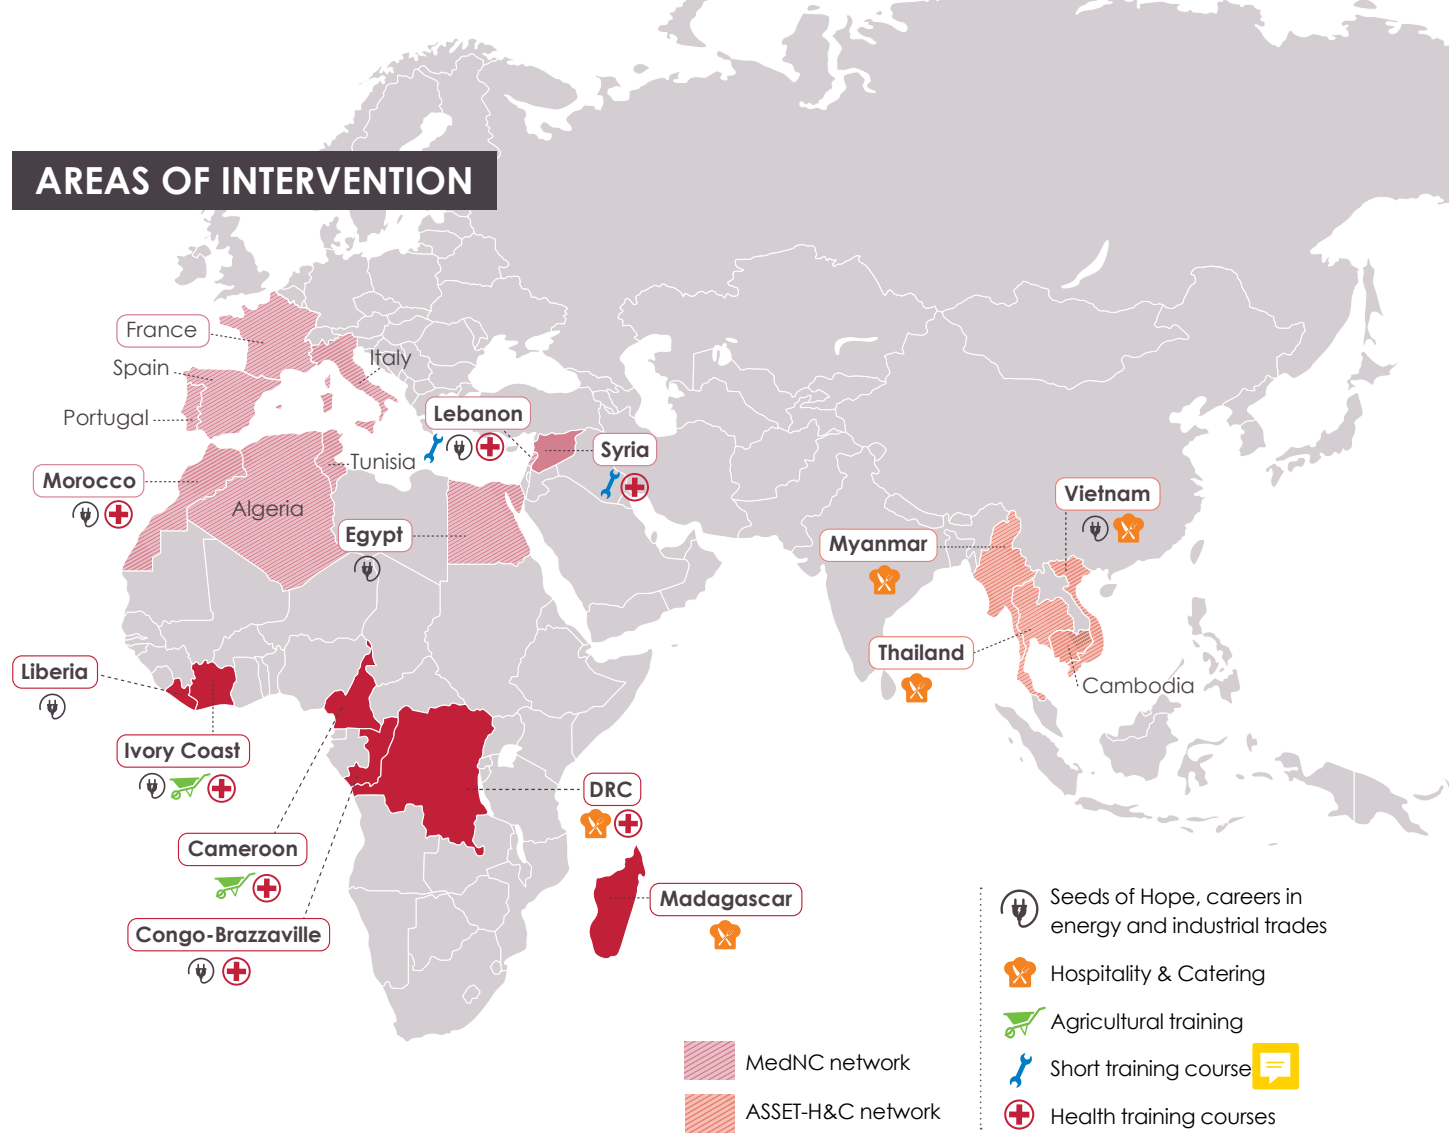 AREAS OF INTERVENTION
France
Spain
Italy
Portugal
Lebanon
Tunisia
Syria
Morocco
Algeria
Egypt
Vietnam
Myanmar
Thailand
Cambodia
Liberia
Ivory Coast
DRC
Cameroon
Madagascar
Congo-Brazzaville
Seeds of Hope, careers in
energy and industrial trades
Hospitality & Catering
Agricultural training
Short training course
Health training courses
MedNC network
ASSET-H&C network